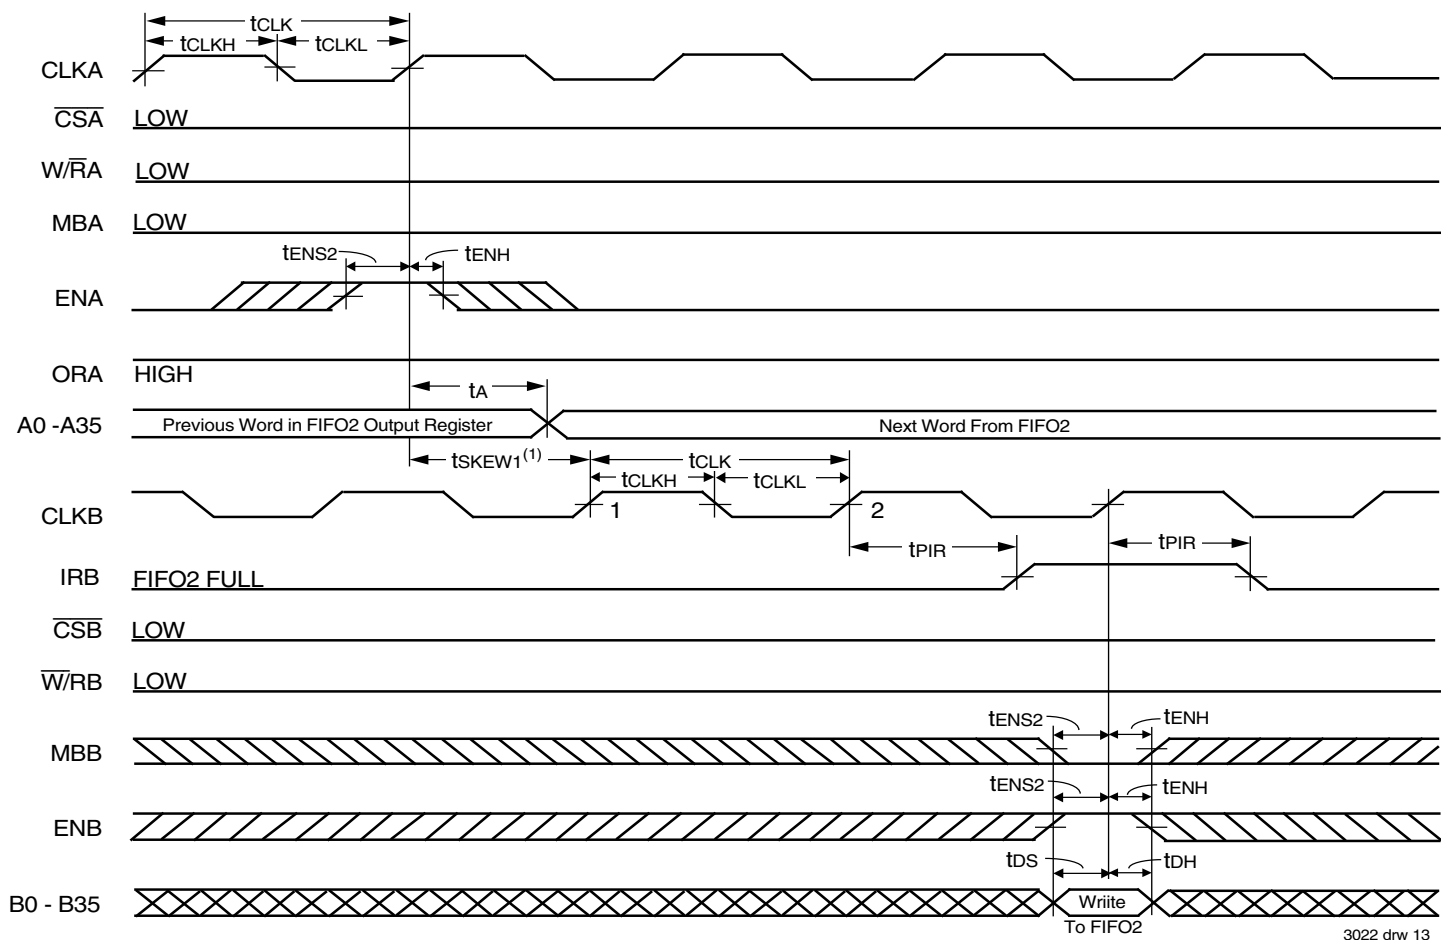 tCLK
tCLKH tCLKL
CLKA
CSA LOW
W/RA LOW
MBA LOW
tENS2 tENH
ENA
ORA HIGH
tA
A0 -A35 Previous Word in FIFO2 Output Register Next Word From FIFO2
tSKEW1(1) tCLK
tCLKH tCLKL
CLKB 1 2
tPIR tPIR
IRB FIFO2 FULL
CSB LOW
W/RB LOW
tENS2 tENH
MBB
tENS2 tENH
ENB
tDS tDH
B0 - B35 Wriite
To FIFO2
3022 drw 13